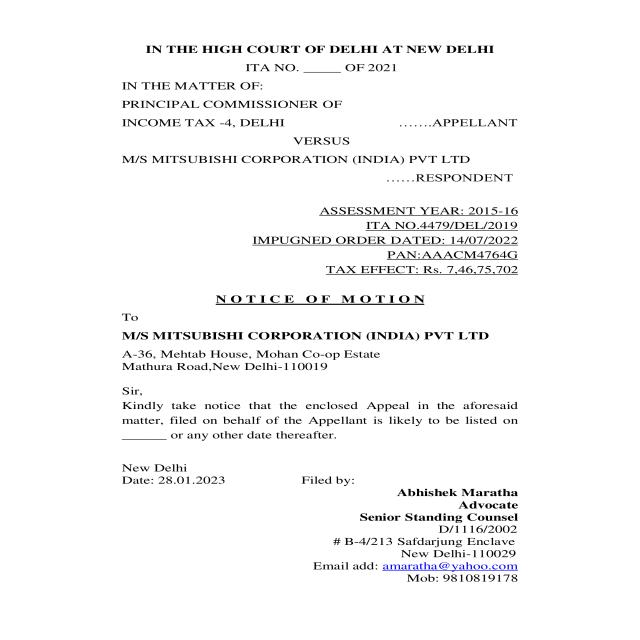 IN THE HIGH COURT OF DELHI AT NEW DELHI
ITA NO. ______ OF 2021
IN THE MATTER OF:
PRINCIPAL COMMISSIONER OF
INCOME TAX -4, DELHI …….APPELLANT
VERSUS
M/S MITSUBISHI CORPORATION (INDIA) PVT LTD
……RESPONDENT
ASSESSMENT YEAR: 2015-16
ITA NO.4479/DEL/2019
IMPUGNED ORDER DATED: 14/07/2022
PAN:AAACM4764G
TAX EFFECT: Rs. 7,46,75,702
N O T I C E O F M O T I O N
To
M/S MITSUBISHI CORPORATION (INDIA) PVT LTD
A-36, Mehtab House, Mohan Co-op Estate
Mathura Road,New Delhi-110019
Sir,
Kindly take notice that the enclosed Appeal in the aforesaid
matter, filed on behalf of the Appellant is likely to be listed on
_______ or any other date thereafter.
New Delhi
Date: 28.01.2023 Filed by:
Abhishek Maratha
Advocate
Senior Standing Counsel
D/1116/2002
# B-4/213 Safdarjung Enclave
New Delhi-110029
Email add: amaratha@yahoo.com
Mob: 9810819178